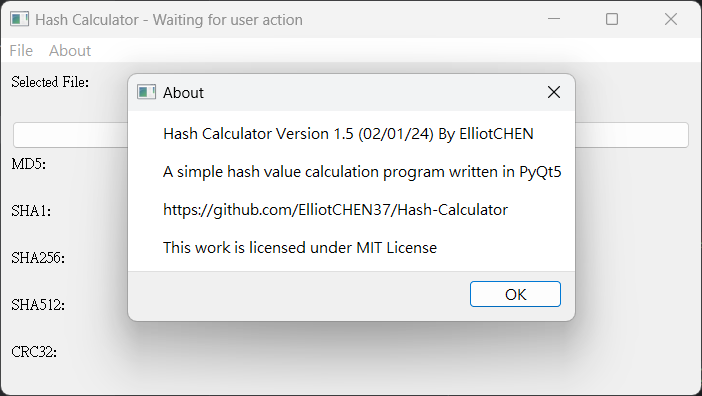 Hash Calculator - Waiting for user action
File About
Selected File:
About
Hash Calculator Version 1.5 (02/01/24) By ElliotCHEN
A simple hash value calculation program written in PyQt5
https://github.com/ElliotCHEN37/Hash-Calculator
This work is licensed under MIT License
OK
MD5:
SHA1:
SHA256:
SHA512:
CRC32: